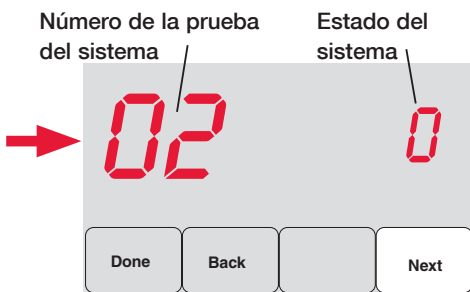 Número de la prueba
del sistema
Estado del
sistema
02
0
Done
Back
Next